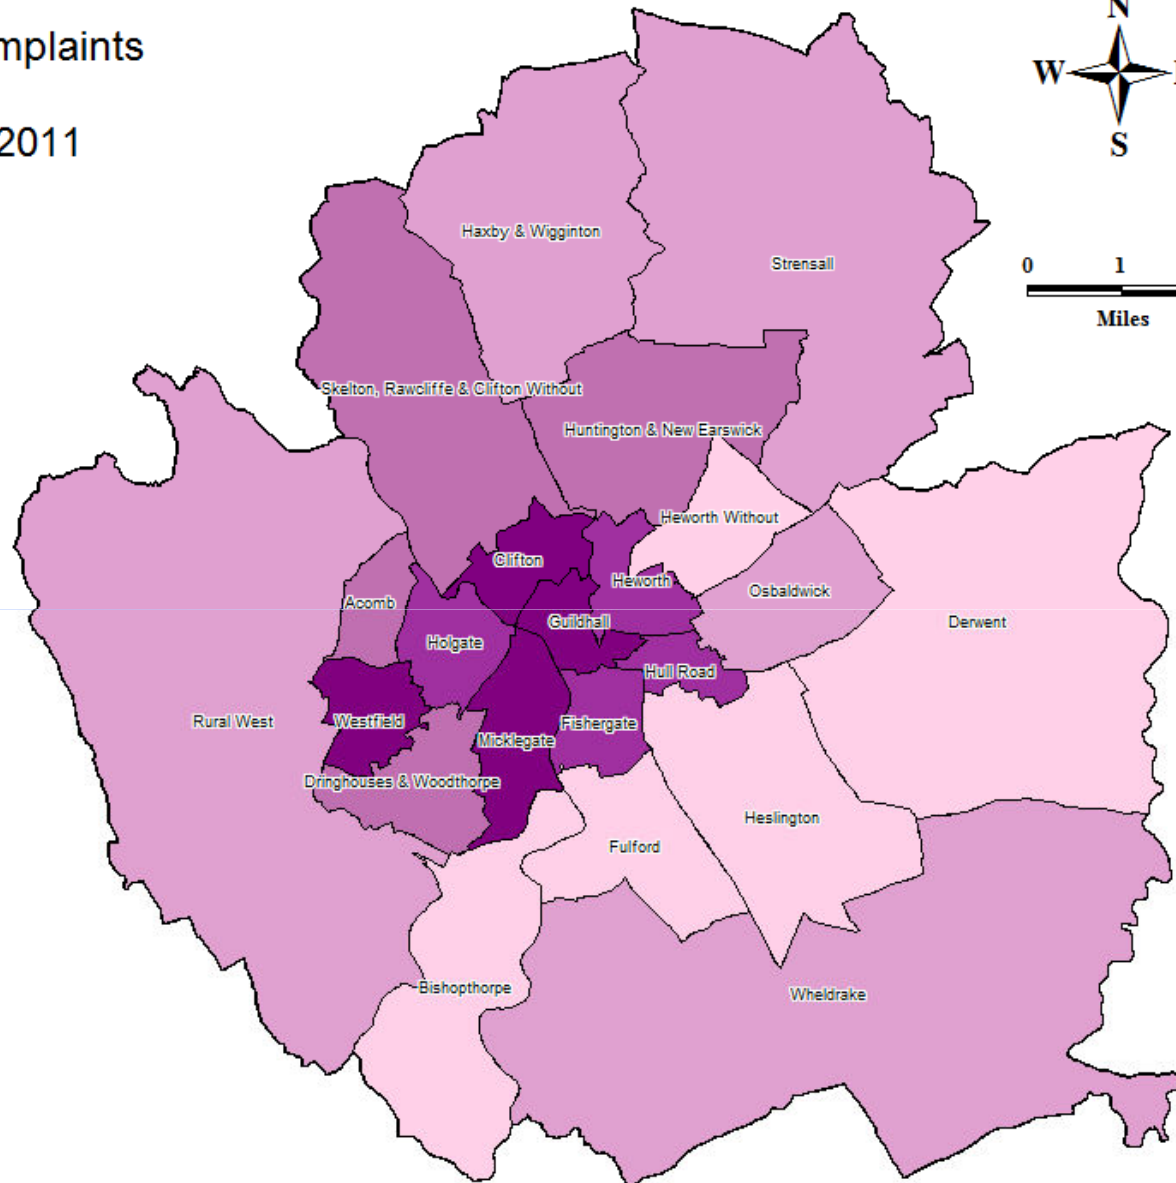 mplaints
2011
N
W
S
0 1
Miles
Haxby & Wigginton
Strensall
Skelton, Rawcliffe & Clifton Without
Huntington & New Earswick
Heworth Without
Clifton
Heworth
Osbaldwick
Acomb
Guildhall
Derwent
Holgate
Hull Road
Rural West
Westfield
Fishergate
Micklegate
Dringhouses & Woodthorpe
Heslington
Fulford
Bishopthorpe
Wheldrake